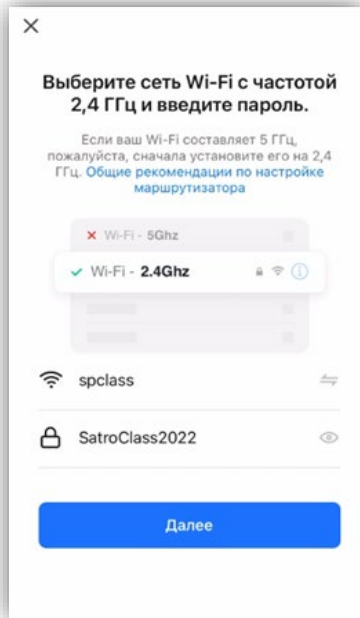 Выберите сеть Wi-Fi с частотой
2,4 ГГц и введите пароль.
Если ваш Wi-Fi составляет 5 ГГц,
пожалуйста, сначала установите его на 2,4
ГГц. Общие рекомендации по настройке
маршрутизатора
Wi-Fi - 5Ghz
Wi-Fi - 2.4Ghz
spclass
SatroClass2022
Далее